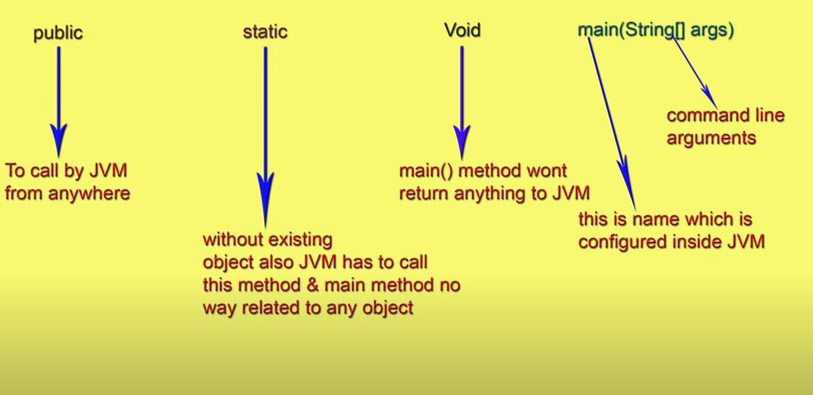 public
static
Void
main(String[] args)
To call by JVM
from anywhere
without existing
object also JVM has to call
this method & main method no
way related to any object
main() method wont
return anything to JVM
command line
arguments
this is name which is
configured inside JVM